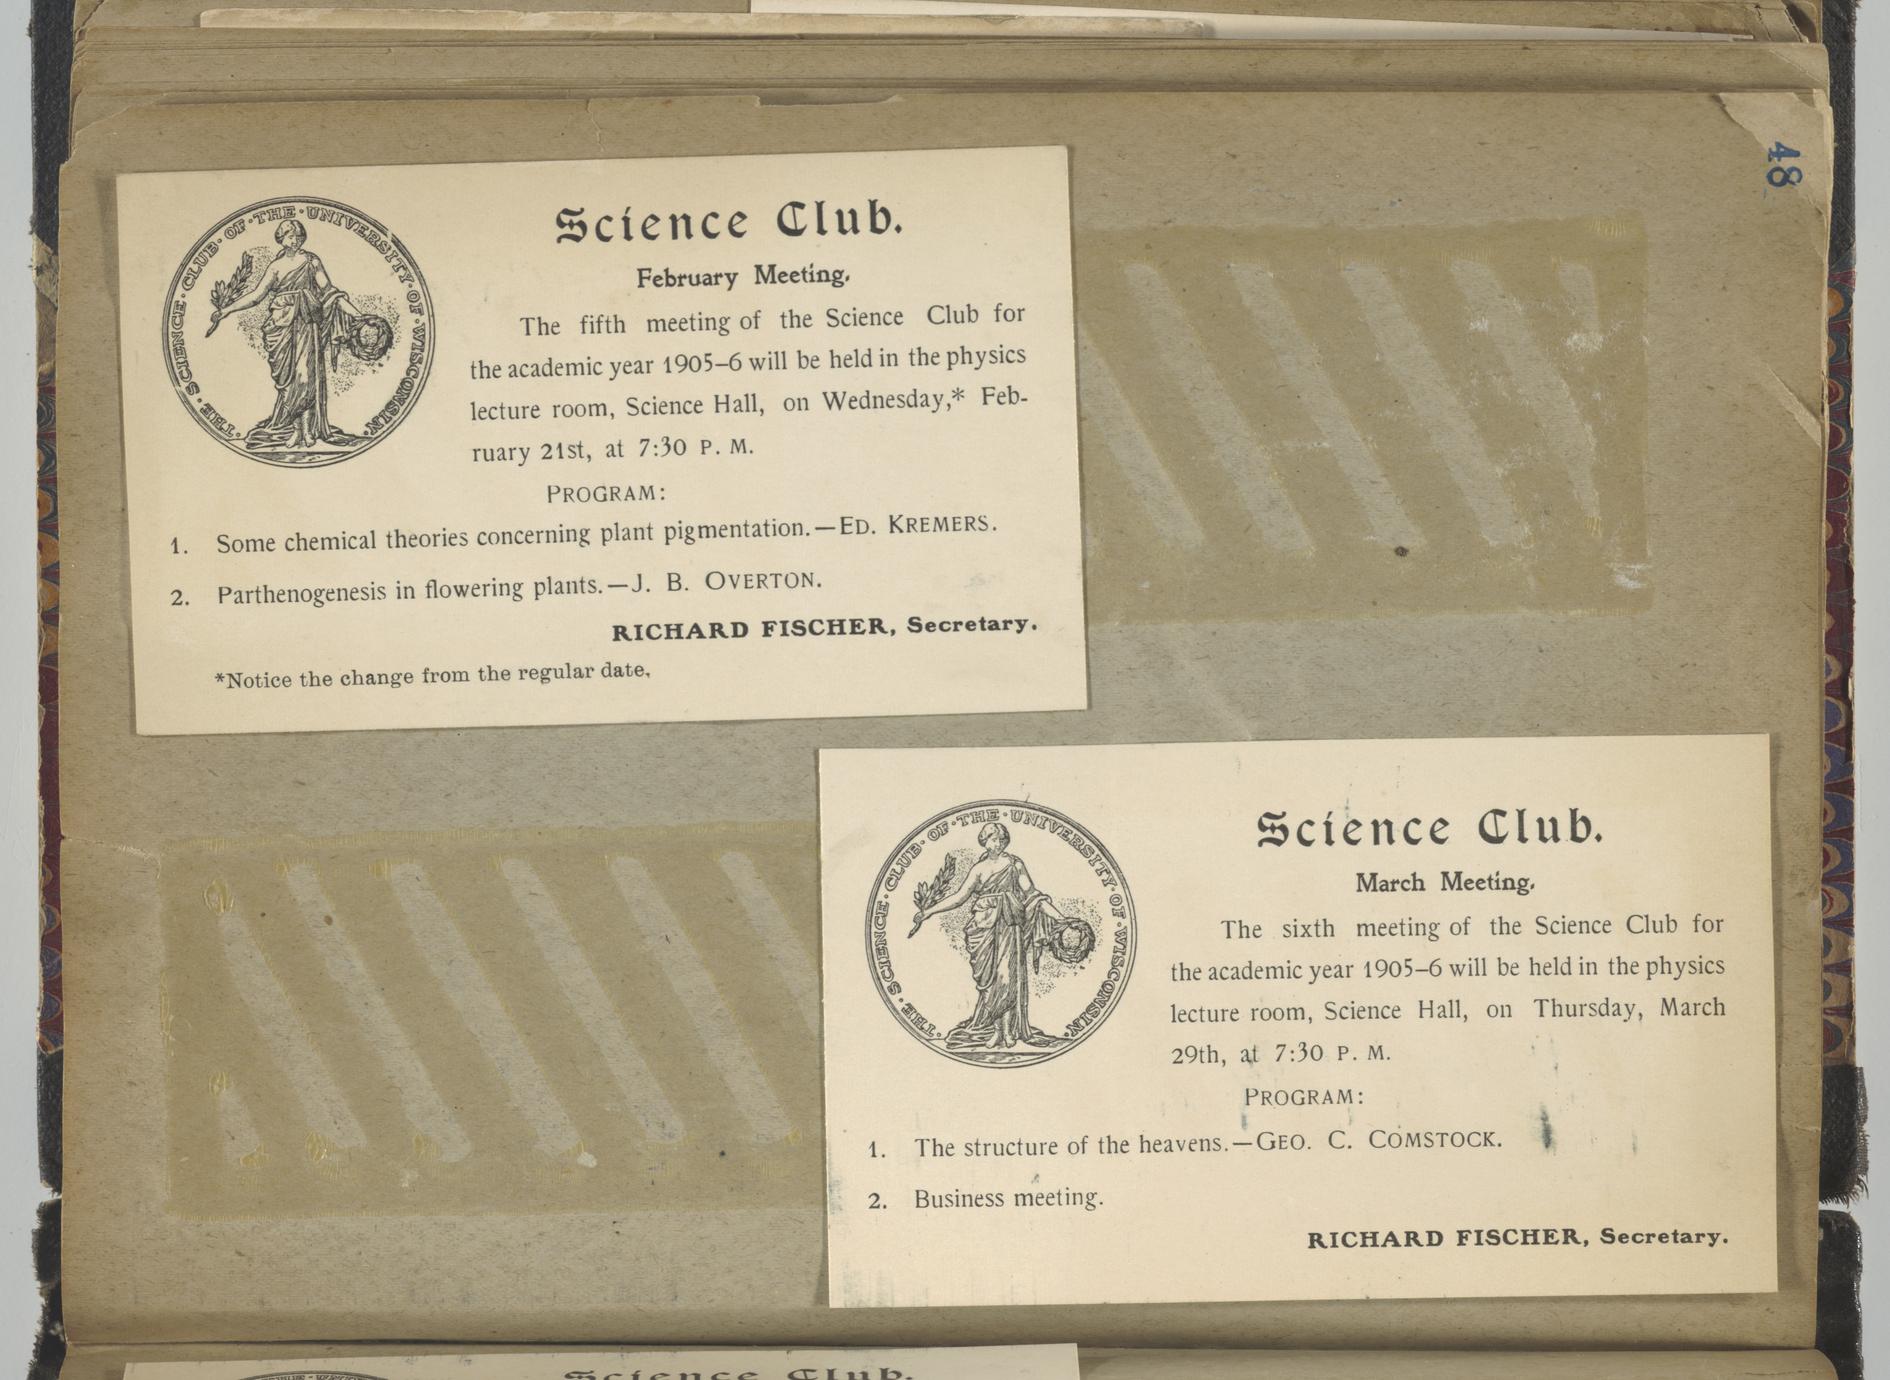 48
THE · SCIENCE · CLUB · OF · THE · UNIVERSITY · OF · WISCONSIN ·
Science Club.
February Meeting.
The fifth meeting of the Science Club for
the academic year 1905–6 will be held in the physics
lecture room, Science Hall, on Wednesday,* Feb-
ruary 21st, at 7:30 P. M.
PROGRAM:
1. Some chemical theories concerning plant pigmentation.—ED. KREMERS.
2. Parthenogenesis in flowering plants.—J. B. OVERTON.
RICHARD FISCHER, Secretary.
*Notice the change from the regular date.
THE · SCIENCE · CLUB · OF · THE · UNIVERSITY · OF · WISCONSIN ·
Science Club.
March Meeting.
The sixth meeting of the Science Club for
the academic year 1905–6 will be held in the physics
lecture room, Science Hall, on Thursday, March
29th, at 7:30 P. M.
PROGRAM:
1. The structure of the heavens.—GEO. C. COMSTOCK.
2. Business meeting.
RICHARD FISCHER, Secretary.
Science Club.